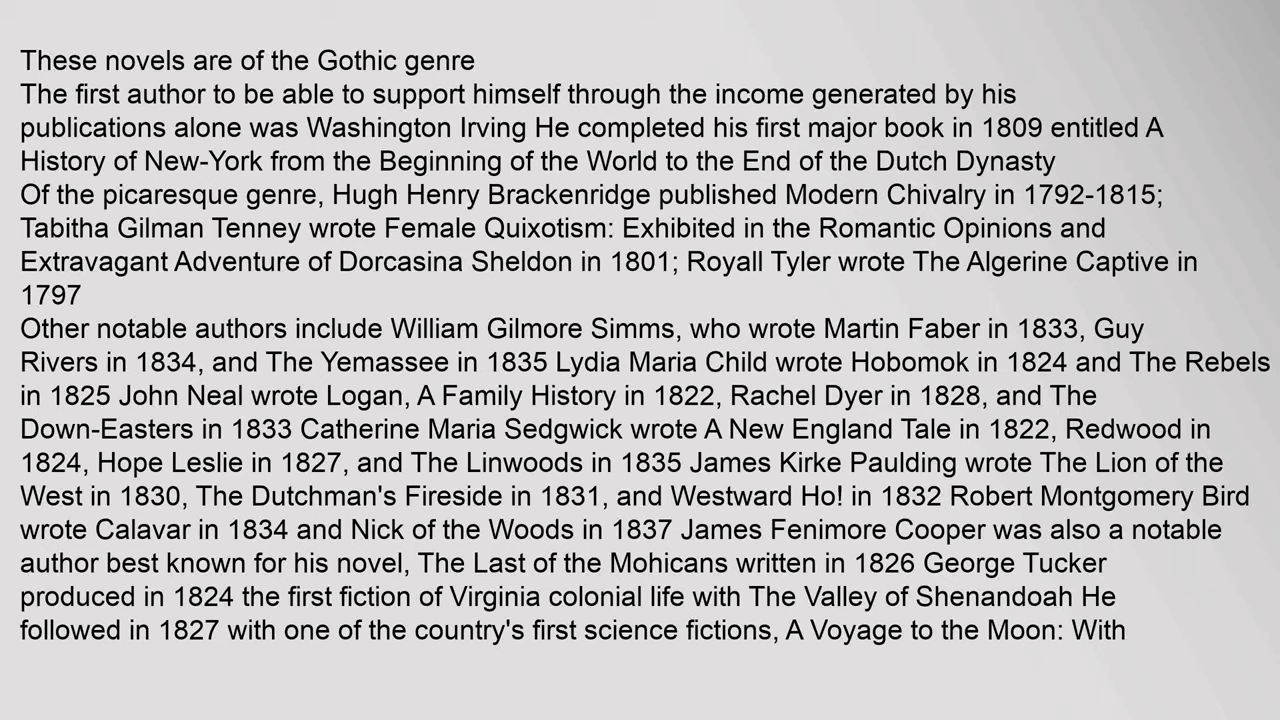 These novels are of the Gothic genre
The first author to be able to support himself through the income generated by his
publications alone was Washington Irving He completed his first major book in 1809 entitled A
History of New-York from the Beginning of the World to the End of the Dutch Dynasty
Of the picaresque genre, Hugh Henry Brackenridge published Modern Chivalry in 1792-1815;
Tabitha Gilman Tenney wrote Female Quixotism: Exhibited in the Romantic Opinions and
Extravagant Adventure of Dorcasina Sheldon in 1801; Royall Tyler wrote The Algerine Captive in
1797
Other notable authors include William Gilmore Simms, who wrote Martin Faber in 1833, Guy
Rivers in 1834, and The Yemassee in 1835 Lydia Maria Child wrote Hobomok in 1824 and The Rebels
in 1825 John Neal wrote Logan, A Family History in 1822, Rachel Dyer in 1828, and The
Down-Easters in 1833 Catherine Maria Sedgwick wrote A New England Tale in 1822, Redwood in
1824, Hope Leslie in 1827, and The Linwoods in 1835 James Kirke Paulding wrote The Lion of the
West in 1830, The Dutchman's Fireside in 1831, and Westward Ho! in 1832 Robert Montgomery Bird
wrote Calavar in 1834 and Nick of the Woods in 1837 James Fenimore Cooper was also a notable
author best known for his novel, The Last of the Mohicans written in 1826 George Tucker
produced in 1824 the first fiction of Virginia colonial life with The Valley of Shenandoah He
followed in 1827 with one of the country's first science fictions, A Voyage to the Moon: With